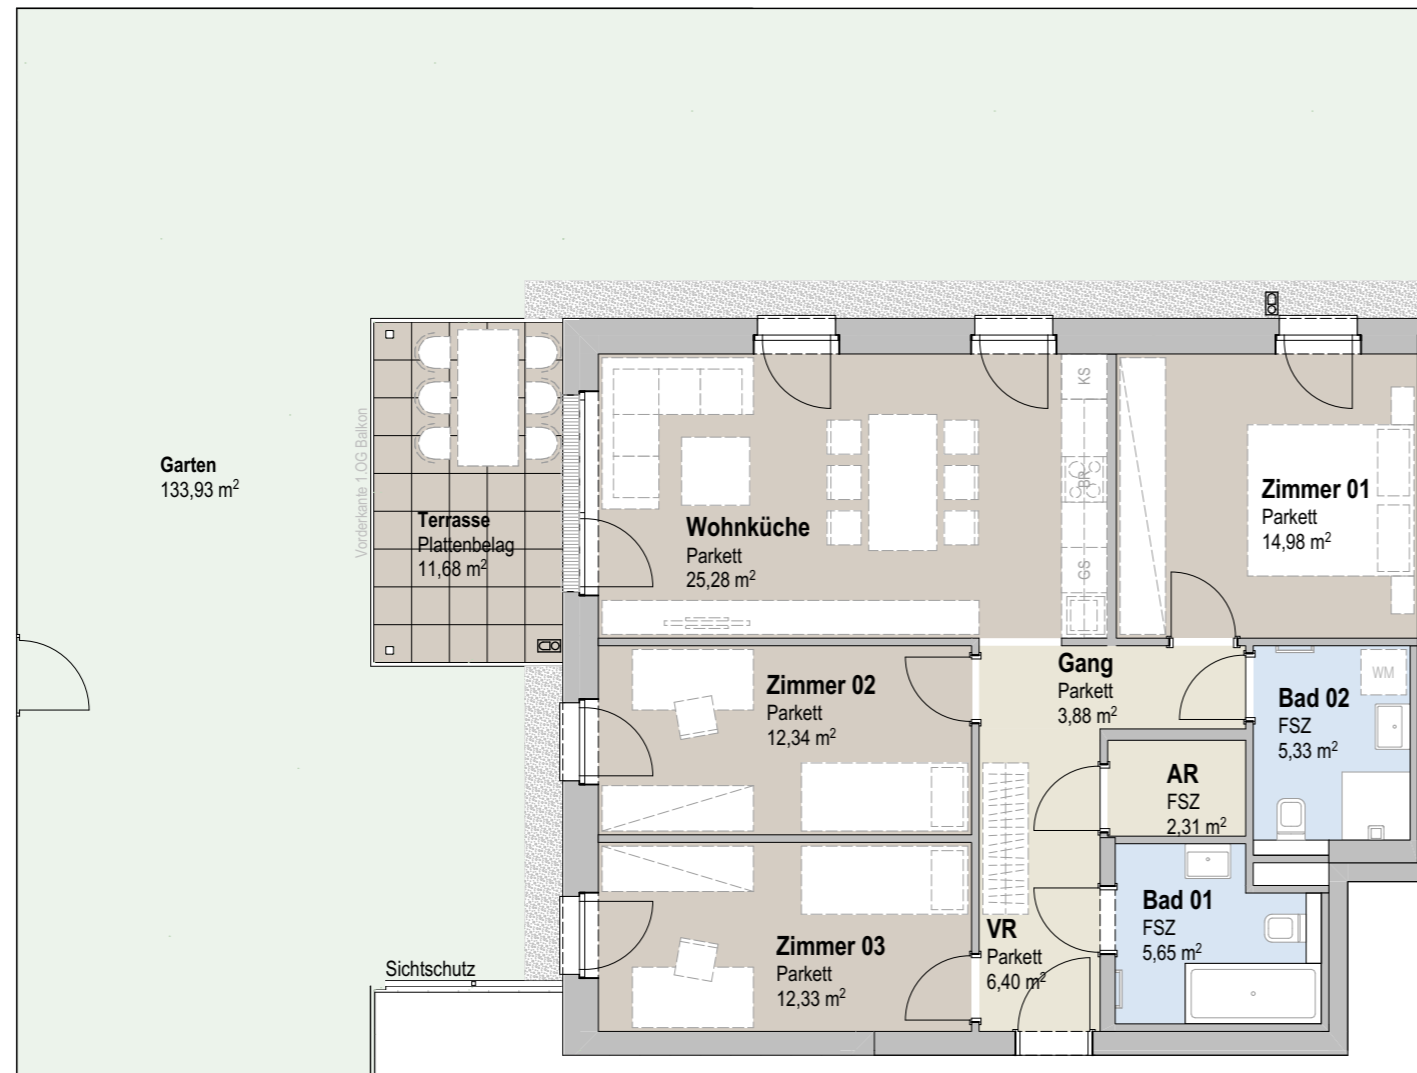 KS
BR
GS
Garten
133,93 m²
Vorderkante 1.OG Balkon
Terrasse
Plattenbelag
11,68 m²
Wohnküche
Parkett
25,28 m²
Zimmer 01
Parkett
14,98 m²
Zimmer 02
Parkett
12,34 m²
Gang
Parkett
3,88 m²
WM
Bad 02
FSZ
5,33 m²
AR
FSZ
2,31 m²
Bad 01
FSZ
5,65 m²
VR
Parkett
6,40 m²
Zimmer 03
Parkett
12,33 m²
Sichtschutz